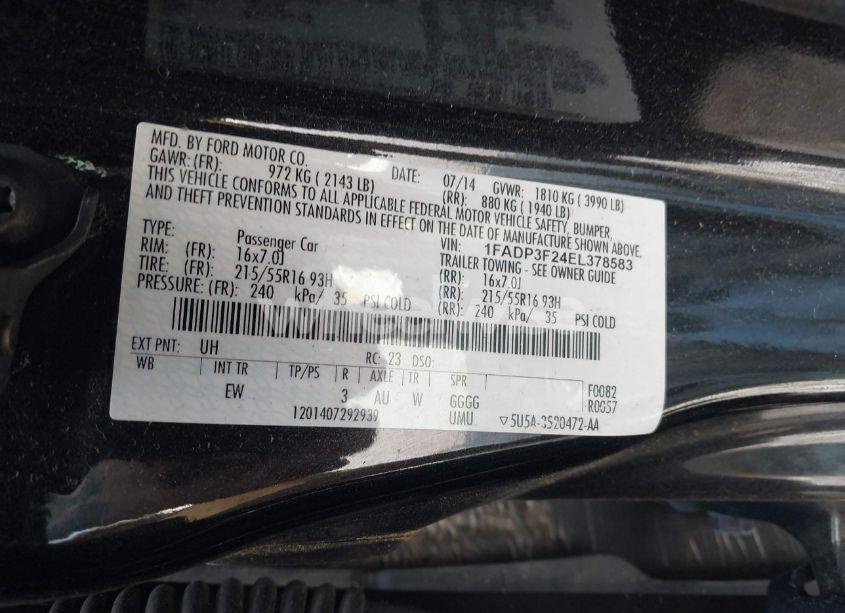 MFD. BY FORD MOTOR CO. DATE: 07/14 GVWR: 1810 KG ( 3990 LB)
GAWR: (FR): 972 KG ( 2143 LB) (RR): 880 KG ( 1940 LB)
THIS VEHICLE CONFORMS TO ALL APPLICABLE FEDERAL MOTOR VEHICLE SAFETY, BUMPER,
AND THEFT PREVENTION STANDARDS IN EFFECT ON THE DATE OF MANUFACTURE SHOWN ABOVE.
VIN: 1FADP3F24EL378583
TYPE: Passenger Car TRAILER TOWING - SEE OWNER GUIDE
RIM: (FR): 16x7.0J (RR): 16x7.0J
TIRE: (FR): 215/55R16 93H (RR): 215/55R16 93H
PRESSURE: (FR): 240 kPa/ 35 PSI COLD (RR): 240 kPa/ 35 PSI COLD
EXT PNT: UH RC: 23 DSO:
WB INT TR TP/PS R AXLE TR SPR
EW 3 AU W GGGG
F0082
R0057
1201407292939 UMU ▽5U5A-3520472-AA